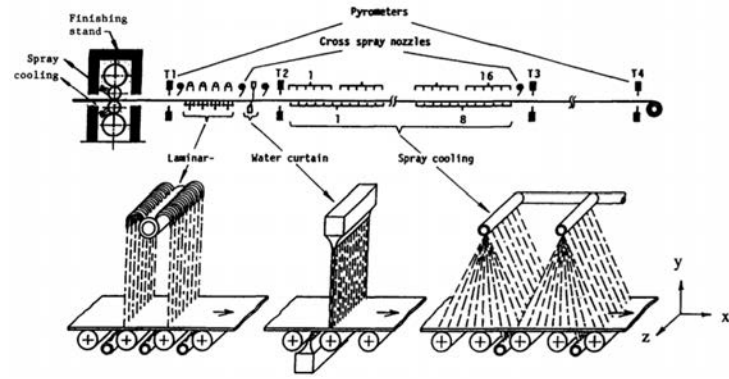 Finishing
stand
Spray
cooling
Pyrometers
Cross spray nozzles
T1
T2
1
16
T3
T4
1
8
Laminar-
Water curtain
Spray cooling
y
x
z